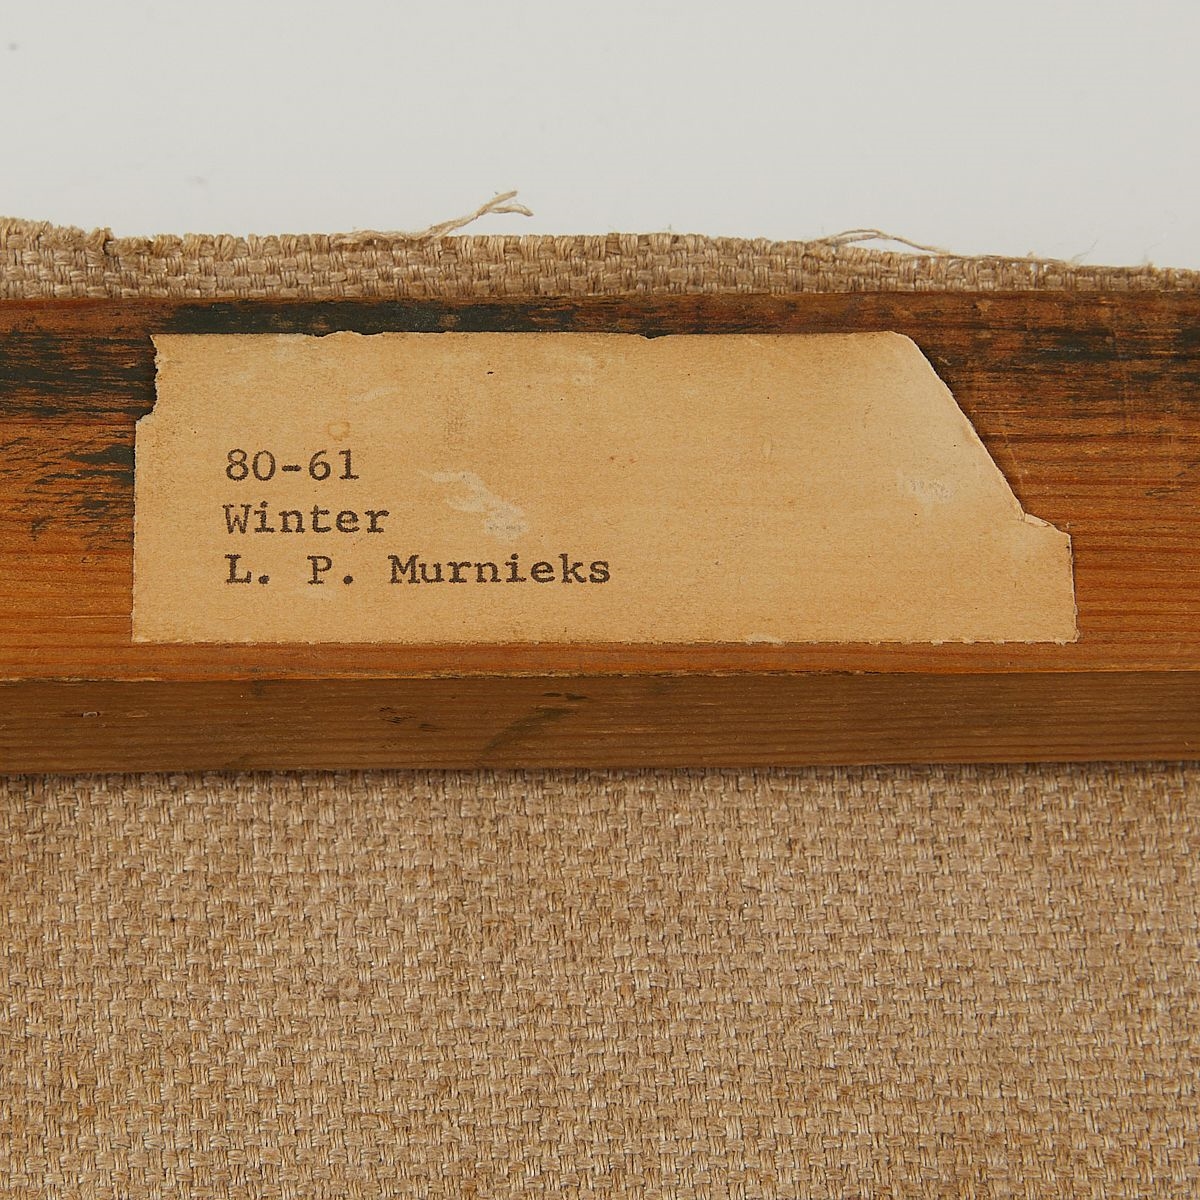 80-61
Winter
L. P. Murnieks